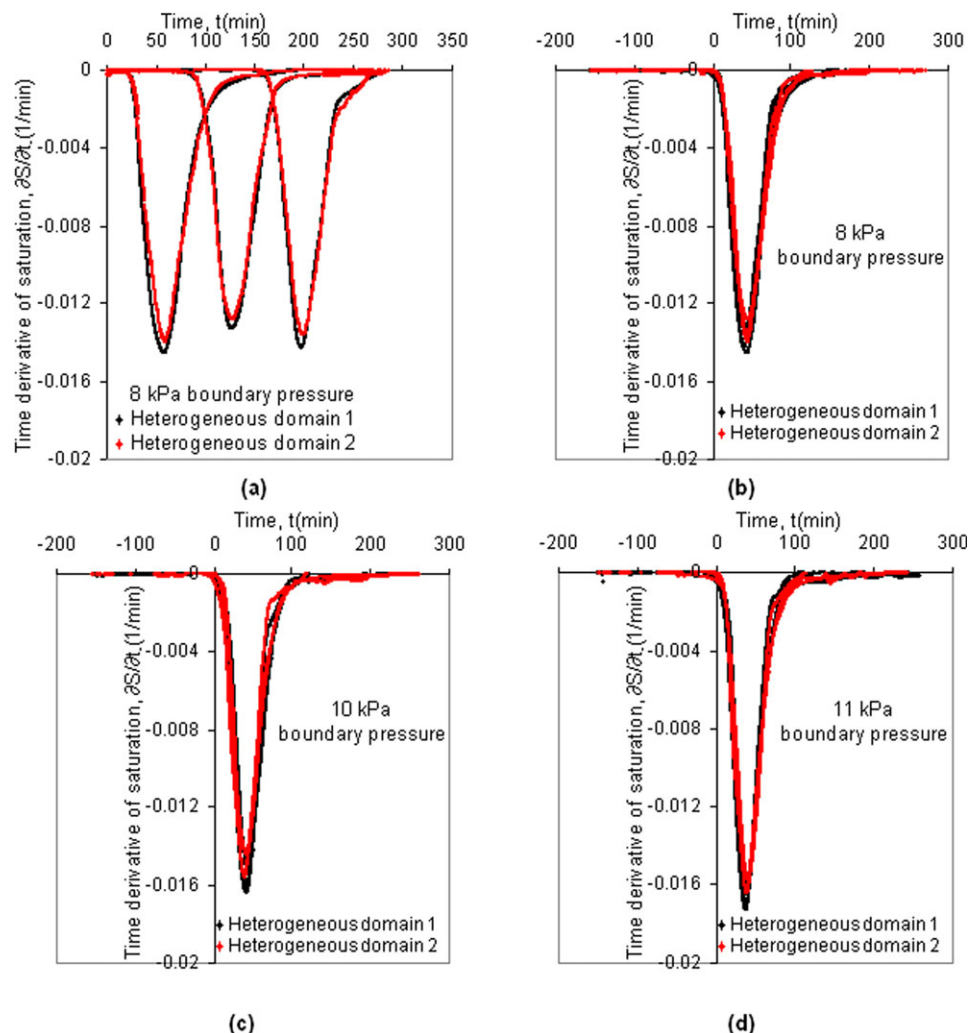 Time, t(min)
0 50 100 150 200 250 300 350
0
-0.004
-0.008
-0.012
-0.016
-0.02
Time derivative of saturation, ∂S/∂t,(1/min)
8 kPa boundary pressure
Heterogeneous domain 1
Heterogeneous domain 2
(a)
Time, t(min)
-200 -100 0 100 200 300
0
-0.004
-0.008
-0.012
-0.016
-0.02
Time derivative of saturation, ∂S/∂t,(1/min)
8 kPa
boundary pressure
Heterogeneous domain 1
Heterogeneous domain 2
(b)
Time, t(min)
-200 -100 0 100 200 300
0
-0.004
-0.008
-0.012
-0.016
-0.02
Time derivative of saturation, ∂S/∂t,(1/min)
10 kPa
boundary pressure
Heterogeneous domain 1
Heterogeneous domain 2
(c)
Time, t(min)
-200 -100 0 100 200 300
0
-0.004
-0.008
-0.012
-0.016
-0.02
Time derivative of saturation, ∂S/∂t,(1/min)
11 kPa
boundary pressure
Heterogeneous domain 1
Heterogeneous domain 2
(d)